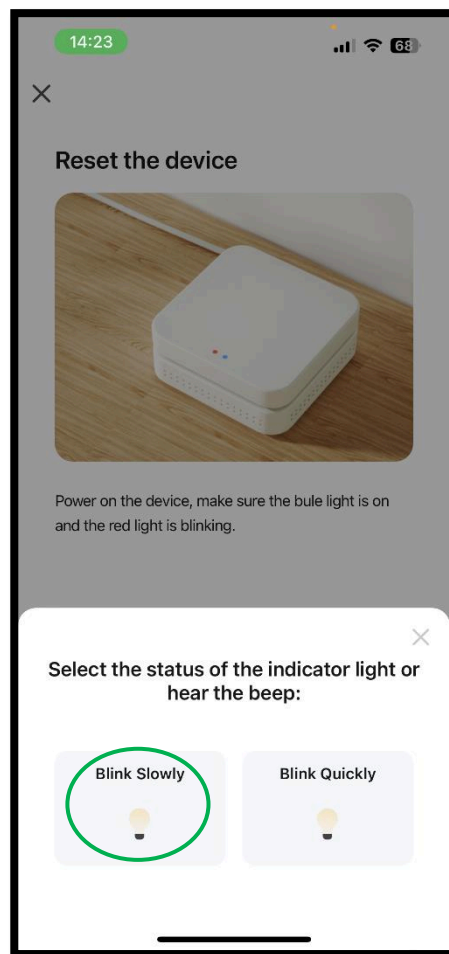 14:23
68
Reset the device
Power on the device, make sure the bule light is on
and the red light is blinking.
Select the status of the indicator light or
hear the beep:
Blink Slowly
Blink Quickly